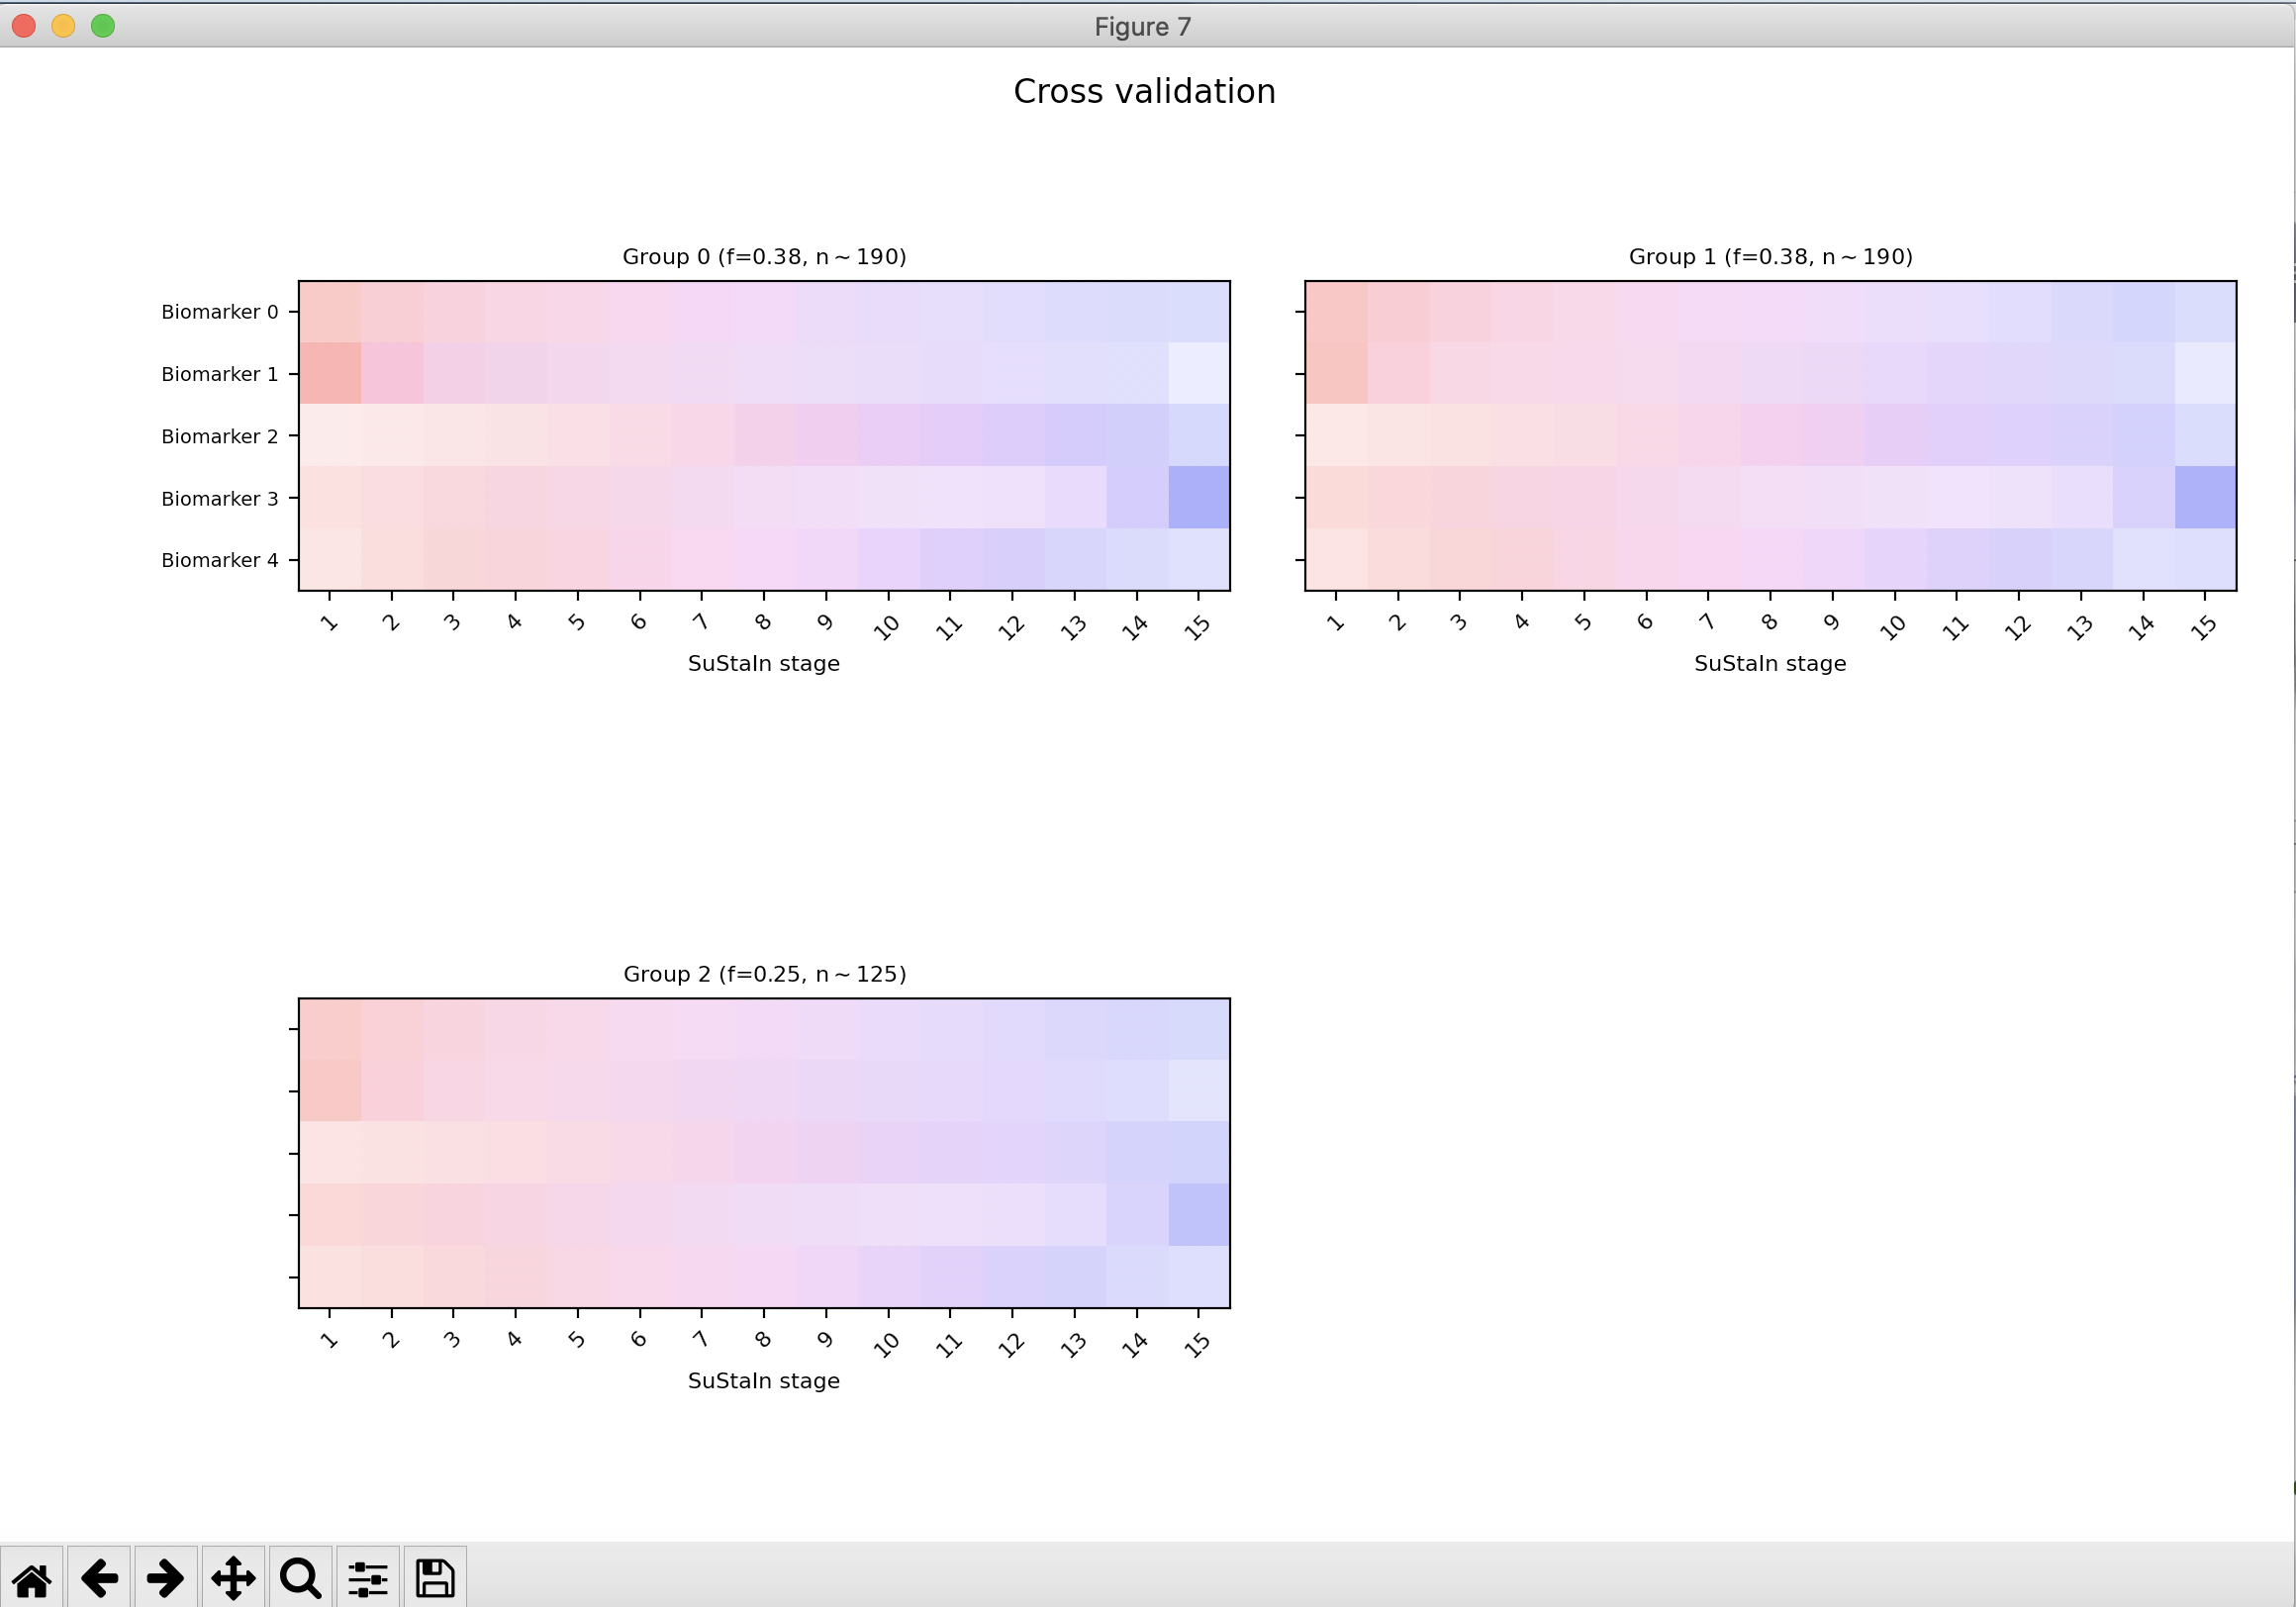 Figure 7
Cross validation
Group 0 (f=0.38, n∼190)
Biomarker 0
Biomarker 1
Biomarker 2
Biomarker 3
Biomarker 4
1 2 3 4 5 6 7 8 9 10 11 12 13 14 15
SuStaIn stage
Group 1 (f=0.38, n∼190)
1 2 3 4 5 6 7 8 9 10 11 12 13 14 15
SuStaIn stage
Group 2 (f=0.25, n∼125)
1 2 3 4 5 6 7 8 9 10 11 12 13 14 15
SuStaIn stage